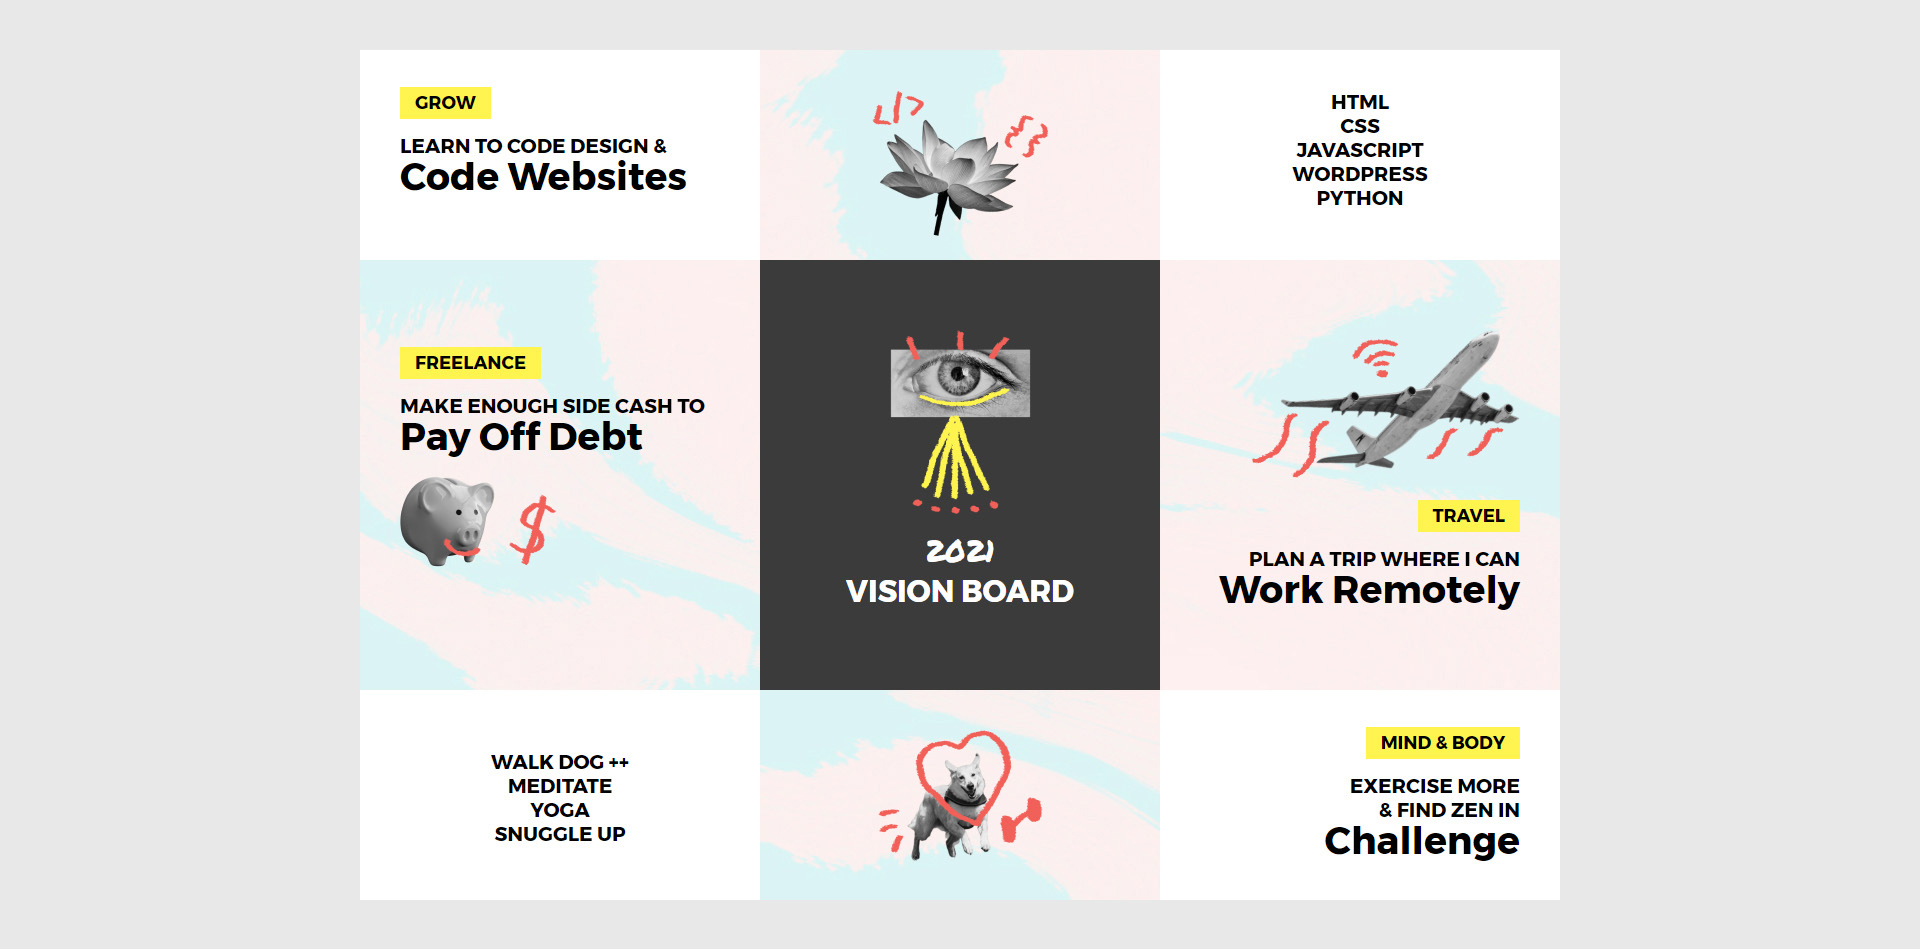 GROW
LEARN TO CODE DESIGN &
Code Websites
</>
{}
HTML
CSS
JAVASCRIPT
WORDPRESS
PYTHON
FREELANCE
MAKE ENOUGH SIDE CASH TO
Pay Off Debt
$
2021
VISION BOARD
TRAVEL
PLAN A TRIP WHERE I CAN
Work Remotely
WALK DOG ++
MEDITATE
YOGA
SNUGGLE UP
MIND & BODY
EXERCISE MORE
& FIND ZEN IN
Challenge